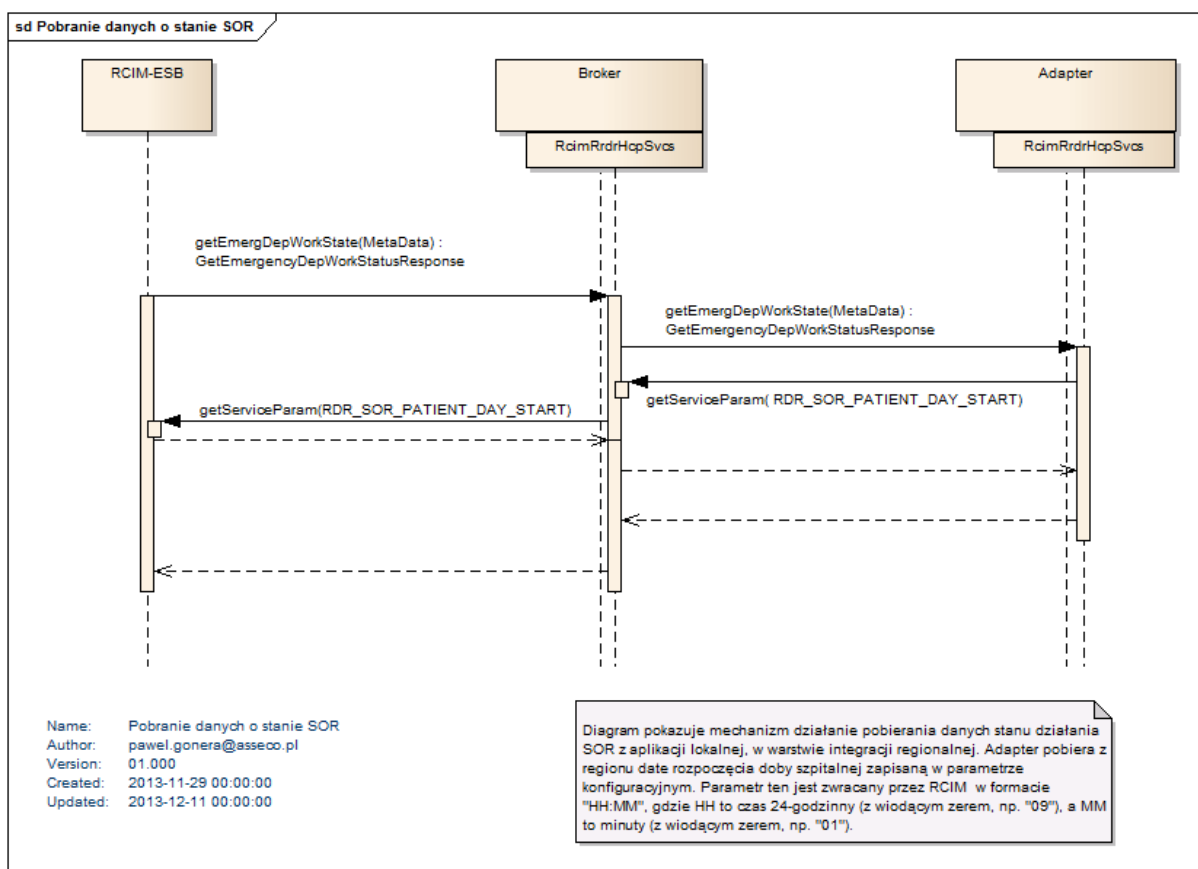 sd Pobranie danych o stanie SOR
RCIM-ESB
Broker
Adapter
RcimRrdrHcpSvcs
RcimRrdrHcpSvcs
getEmergDepWorkState(MetaData) :
GetEmergencyDepWorkStatusResponse
getEmergDepWorkState(MetaData) :
GetEmergencyDepWorkStatusResponse
getServiceParam( RDR_SOR_PATIENT_DAY_START)
getServiceParam(RDR_SOR_PATIENT_DAY_START)
Name: Pobranie danych o stanie SOR
Author: pawel.gonera@asseco.pl
Version: 01.000
Created: 2013-11-29 00:00:00
Updated: 2013-12-11 00:00:00
Diagram pokazuje mechanizm działanie pobierania danych stanu działania
SOR z aplikacji lokalnej, w warstwie integracji regionalnej. Adapter pobiera z
regionu date rozpoczęcia doby szpitalnej zapisaną w parametrze
konfiguracyjnym. Parametr ten jest zwracany przez RCIM w formacie
"HH:MM", gdzie HH to czas 24-godzinny (z wiodącym zerem, np. "09"), a MM
to minuty (z wiodącym zerem, np. "01").